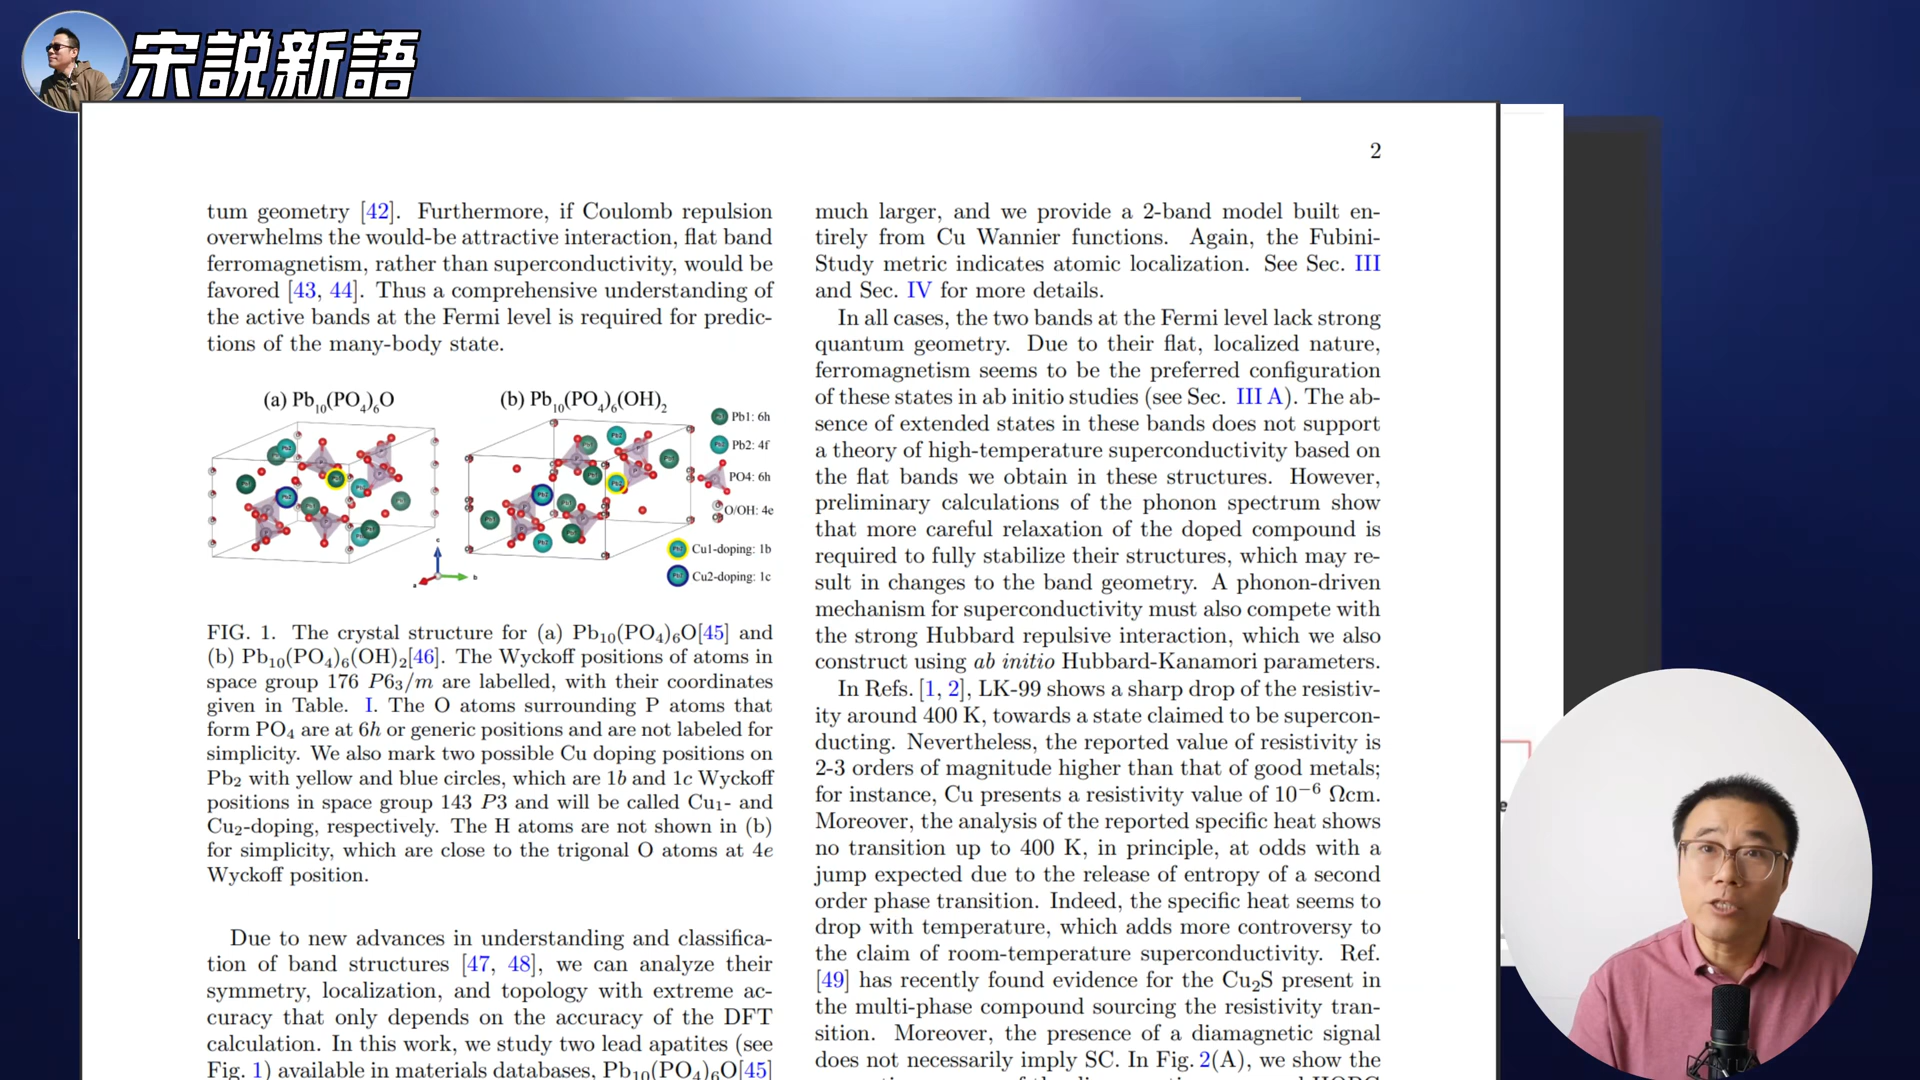 宋説新語
2
tum geometry [42]. Furthermore, if Coulomb repulsion
overwhelms the would-be attractive interaction, flat band
ferromagnetism, rather than superconductivity, would be
favored [43, 44]. Thus a comprehensive understanding of
the active bands at the Fermi level is required for predic-
tions of the many-body state.
(a) Pb10(PO4)6O
(b) Pb10(PO4)6(OH)2
Pb1: 6h
Pb2: 4f
PO4: 6h
O/OH: 4e
Cu1-doping: 1b
Cu2-doping: 1c
c
a
b
FIG. 1. The crystal structure for (a) Pb10(PO4)6O[45] and
(b) Pb10(PO4)6(OH)2[46]. The Wyckoff positions of atoms in
space group 176 P63/m are labelled, with their coordinates
given in Table. I. The O atoms surrounding P atoms that
form PO4 are at 6h or generic positions and are not labeled for
simplicity. We also mark two possible Cu doping positions on
Pb2 with yellow and blue circles, which are 1b and 1c Wyckoff
positions in space group 143 P3 and will be called Cu1- and
Cu2-doping, respectively. The H atoms are not shown in (b)
for simplicity, which are close to the trigonal O atoms at 4e
Wyckoff position.
Due to new advances in understanding and classifica-
tion of band structures [47, 48], we can analyze their
symmetry, localization, and topology with extreme ac-
curacy that only depends on the accuracy of the DFT
calculation. In this work, we study two lead apatites (see
Fig. 1) available in materials databases, Pb10(PO4)6O[45]
much larger, and we provide a 2-band model built en-
tirely from Cu Wannier functions. Again, the Fubini-
Study metric indicates atomic localization. See Sec. III
and Sec. IV for more details.
In all cases, the two bands at the Fermi level lack strong
quantum geometry. Due to their flat, localized nature,
ferromagnetism seems to be the preferred configuration
of these states in ab initio studies (see Sec. III A). The ab-
sence of extended states in these bands does not support
a theory of high-temperature superconductivity based on
the flat bands we obtain in these structures. However,
preliminary calculations of the phonon spectrum show
that more careful relaxation of the doped compound is
required to fully stabilize their structures, which may re-
sult in changes to the band geometry. A phonon-driven
mechanism for superconductivity must also compete with
the strong Hubbard repulsive interaction, which we also
construct using ab initio Hubbard-Kanamori parameters.
In Refs. [1, 2], LK-99 shows a sharp drop of the resistiv-
ity around 400 K, towards a state claimed to be supercon-
ducting. Nevertheless, the reported value of resistivity is
2-3 orders of magnitude higher than that of good metals;
for instance, Cu presents a resistivity value of 10−6 Ωcm.
Moreover, the analysis of the reported specific heat shows
no transition up to 400 K, in principle, at odds with a
jump expected due to the release of entropy of a second
order phase transition. Indeed, the specific heat seems to
drop with temperature, which adds more controversy to
the claim of room-temperature superconductivity. Ref.
[49] has recently found evidence for the Cu2S present in
the multi-phase compound sourcing the resistivity tran-
sition. Moreover, the presence of a diamagnetic signal
does not necessarily imply SC. In Fig. 2(A), we show the